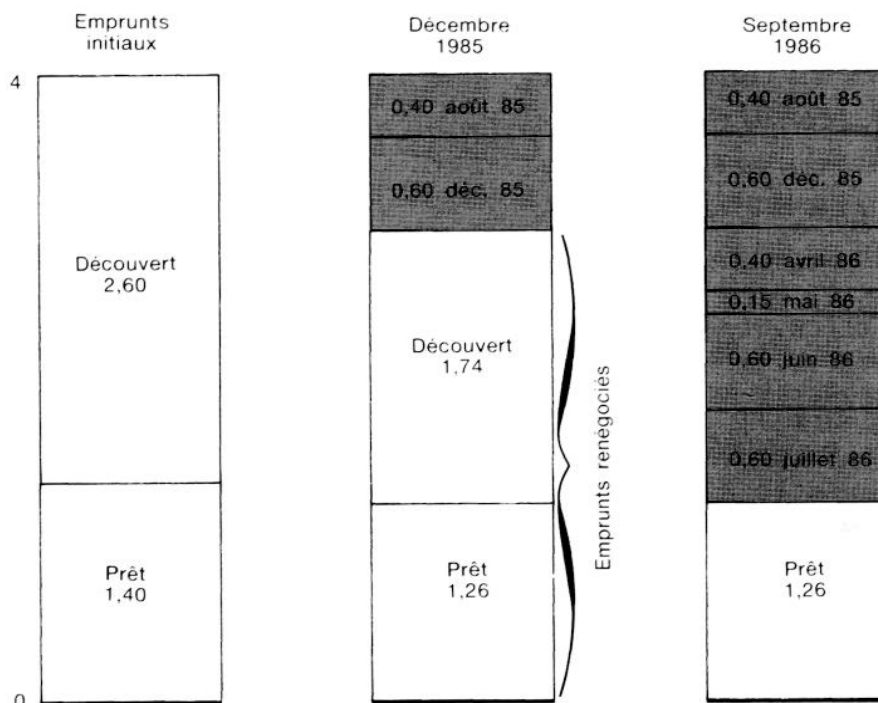 Emprunts
initiaux
Décembre
1985
Septembre
1986
4
0
Découvert
2,60
Prêt
1,40
0,40 août 85
0,60 déc. 85
Découvert
1,74
Prêt
1,26
Emprunts renégociés
0,40 août 85
0,60 déc. 85
0,40 avril 86
0,15 mai 86
0,60 juin 86
0,60 juillet 86
Prêt
1,26